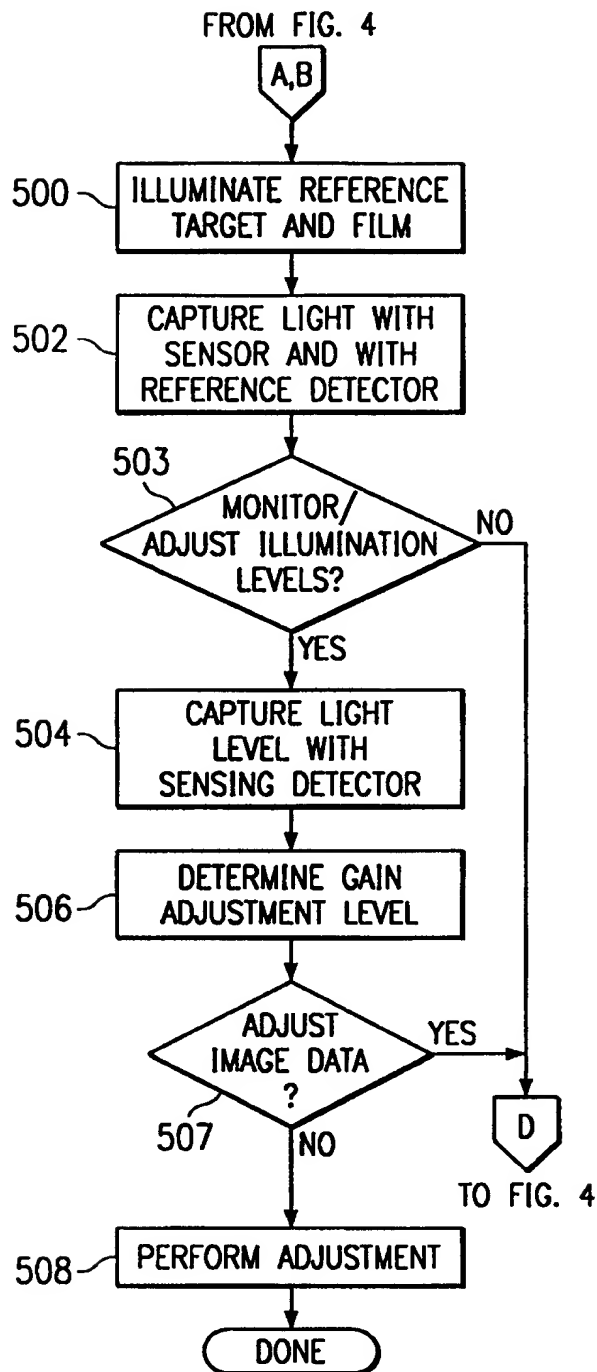 FROM FIG. 4
A,B
500
ILLUMINATE REFERENCE
TARGET AND FILM
502
CAPTURE LIGHT WITH
SENSOR AND WITH
REFERENCE DETECTOR
503
MONITOR/
ADJUST ILLUMINATION
LEVELS?
NO
YES
504
CAPTURE LIGHT
LEVEL WITH
SENSING DETECTOR
506
DETERMINE GAIN
ADJUSTMENT LEVEL
ADJUST
IMAGE DATA
?
YES
507
NO
D
TO FIG. 4
508
PERFORM ADJUSTMENT
DONE